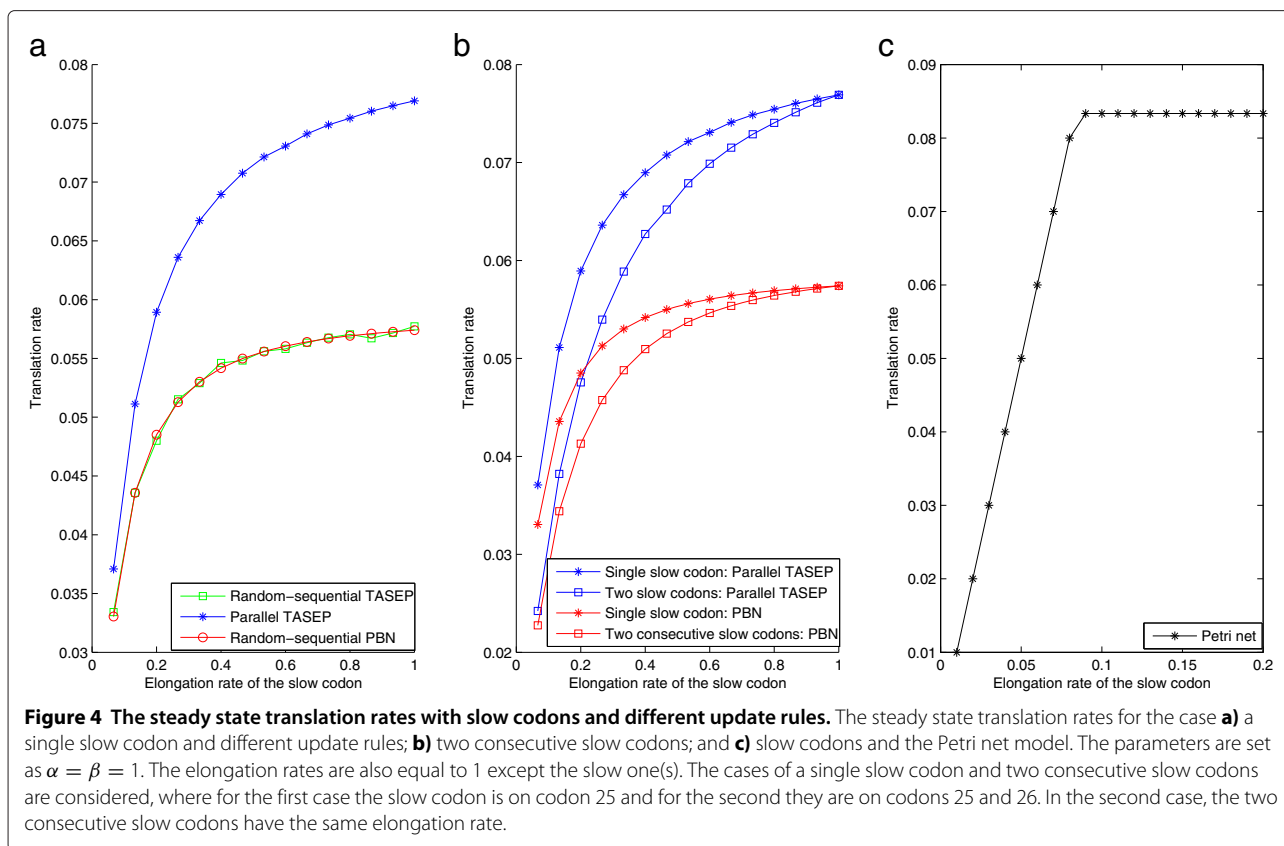 a
0.08
0.075
0.07
0.065
0.06
0.055
0.05
0.045
0.04
0.035
0.03
Translation rate
0
0.2
0.4
0.6
0.8
1
Elongation rate of the slow codon
Random-sequential TASEP
Parallel TASEP
Random-sequential PBN
b
0.08
0.07
0.06
0.05
0.04
0.03
0.02
Translation rate
0
0.2
0.4
0.6
0.8
1
Elongation rate of the slow codon
Single slow codon: Parallel TASEP
Two slow codons: Parallel TASEP
Single slow codon: PBN
Two consecutive slow codons: PBN
c
0.09
0.08
0.07
0.06
0.05
0.04
0.03
0.02
0.01
Translation rate
0
0.05
0.1
0.15
0.2
Elongation rate of the slow codon
Petri net
Figure 4 The steady state translation rates with slow codons and different update rules. The steady state translation rates for the case a) a
single slow codon and different update rules; b) two consecutive slow codons; and c) slow codons and the Petri net model. The parameters are set
as α = β = 1. The elongation rates are also equal to 1 except the slow one(s). The cases of a single slow codon and two consecutive slow codons
are considered, where for the first case the slow codon is on codon 25 and for the second they are on codons 25 and 26. In the second case, the two
consecutive slow codons have the same elongation rate.